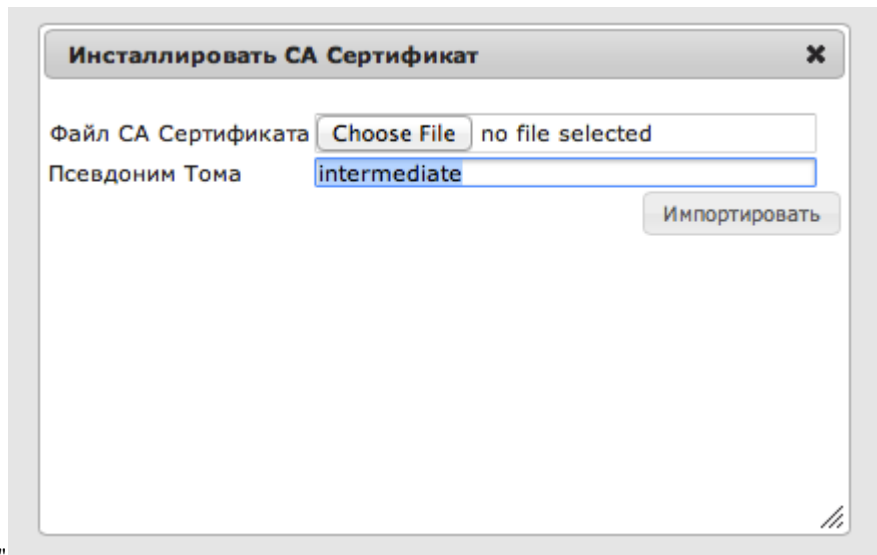 Инсталлировать CA Сертификат
Файл CA Сертификата Choose File no file selected
Псевдоним Тома intermediate
Импортировать
"